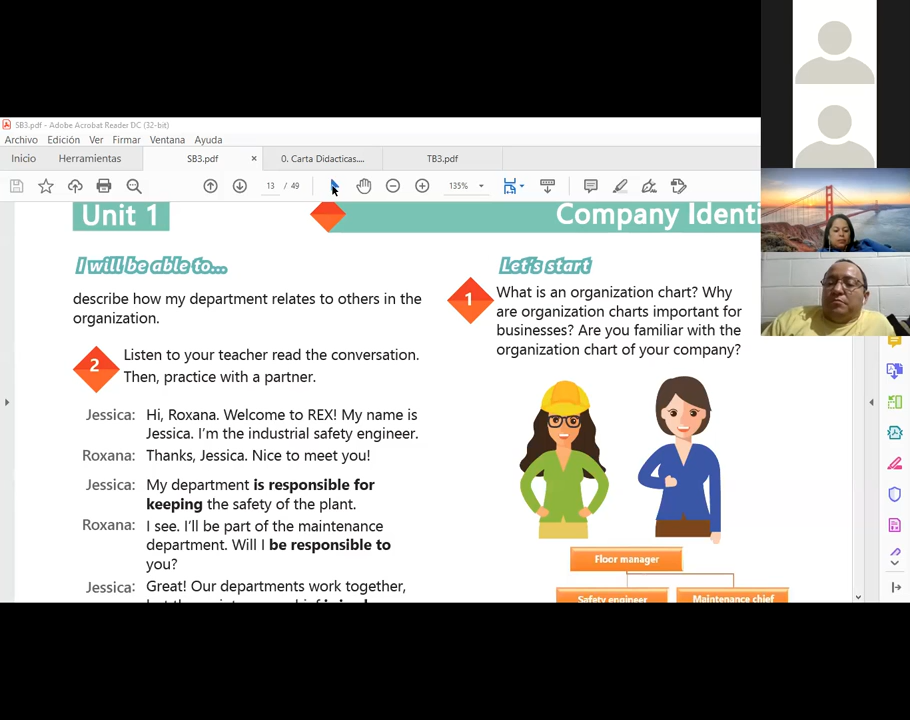 SB3.pdf - Adobe Acrobat Reader DC (32-bit)
Archivo Edición Ver Firmar Ventana Ayuda
Inicio Herramientas SB3.pdf × 0. Carta Didacticas.... TB3.pdf
13 / 49 135%
Unit 1
Company Identi
I will be able to...
describe how my department relates to others in the
organization.
2
Listen to your teacher read the conversation.
Then, practice with a partner.
Jessica: Hi, Roxana. Welcome to REX! My name is
Jessica. I'm the industrial safety engineer.
Roxana: Thanks, Jessica. Nice to meet you!
Jessica: My department is responsible for
keeping the safety of the plant.
Roxana: I see. I'll be part of the maintenance
department. Will I be responsible to
you?
Jessica: Great! Our departments work together,
Let's start
1
What is an organization chart? Why
are organization charts important for
businesses? Are you familiar with the
organization chart of your company?
Floor manager
Safety engineer Maintenance chief